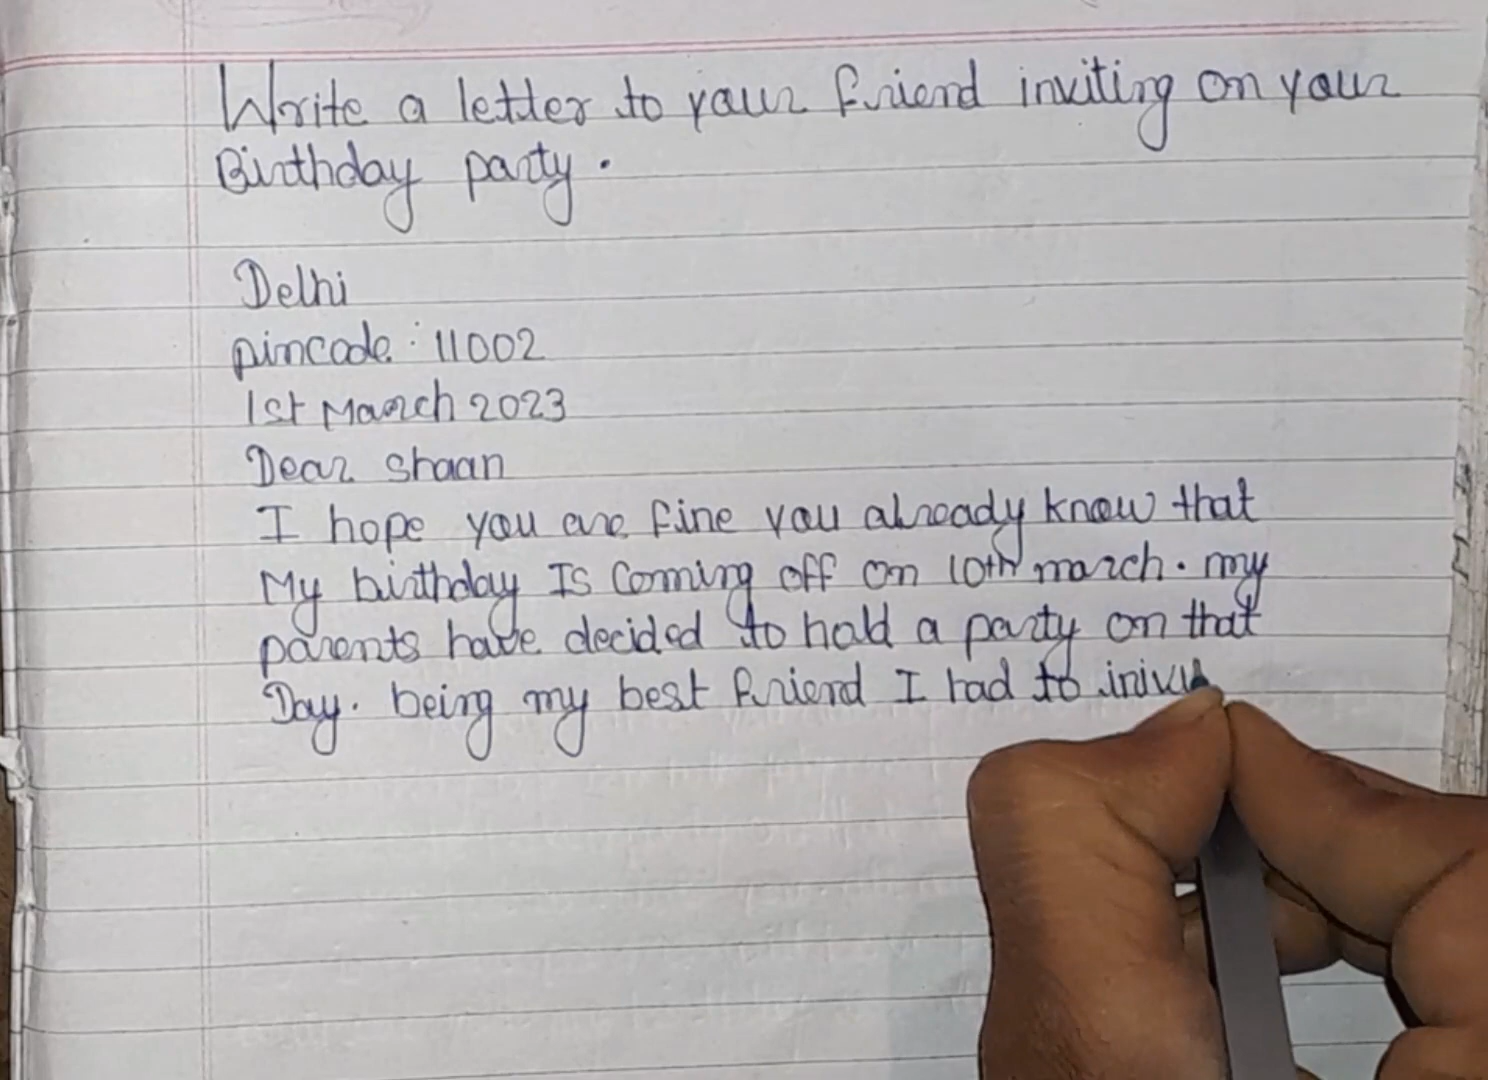 Write a letter to your friend inviting on your
Birthday party.
Delhi
pincode: 11002
1st March 2023
Dear shaan
I hope you are fine you already know that
My birthday Is Coming off on 10th march. my
parents have decided to hold a party on that
Day. being my best friend I had to